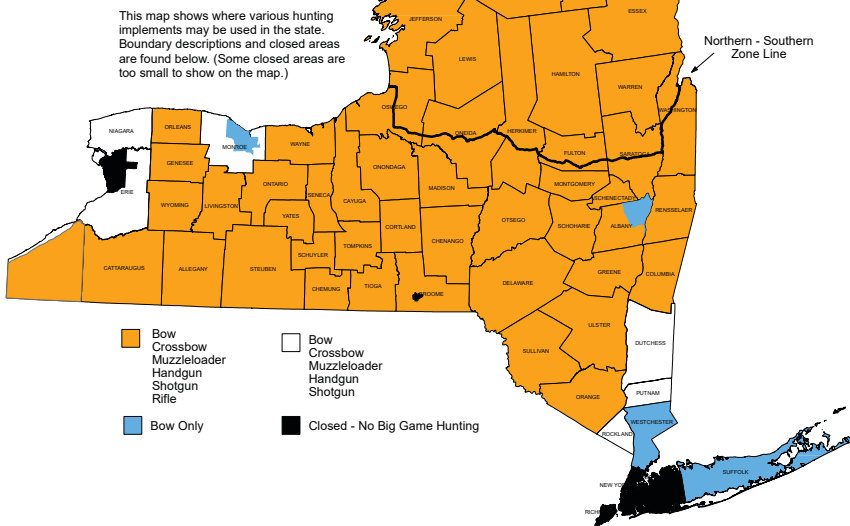 This map shows where various hunting
implements may be used in the state.
Boundary descriptions and closed areas
are found below. (Some closed areas are
too small to show on the map.)
ESSEX
JEFFERSON
Northern - Southern
Zone Line
LEWIS
HAMILTON
WARREN
OSWEGO
WASHINGTON
ONEIDA
HERKIMER
NIAGARA
ORLEANS
MONROE
WAYNE
FULTON
SARATOGA
GENESEE
ONONDAGA
MADISON
MONTGOMERY
ERIE
ONTARIO
SENECA
CAYUGA
SCHENECTADY
WYOMING
LIVINGSTON
YATES
CORTLAND
CHENANGO
OTSEGO
SCHOHARIE
ALBANY
RENSSELAER
TOMPKINS
SCHUYLER
CATTARAUGUS
ALLEGANY
STEUBEN
GREENE
COLUMBIA
CHEMUNG
TIOGA
BROOME
DELAWARE
ULSTER
DUTCHESS
SULLIVAN
PUTNAM
ORANGE
WESTCHESTER
ROCKLAND
SUFFOLK
NEW YO
RICH
Bow
Crossbow
Muzzleloader
Handgun
Shotgun
Rifle
Bow
Crossbow
Muzzleloader
Handgun
Shotgun
Bow Only
Closed - No Big Game Hunting